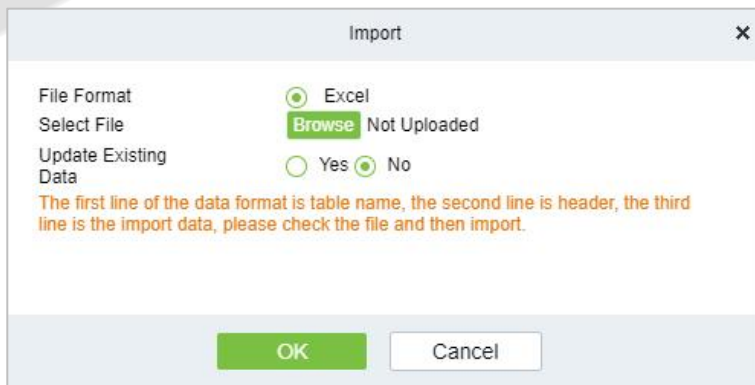 Import
File Format Excel
Select File Browse Not Uploaded
Update Existing
Data Yes No
The first line of the data format is table name, the second line is header, the third
line is the import data, please check the file and then import.
OK Cancel